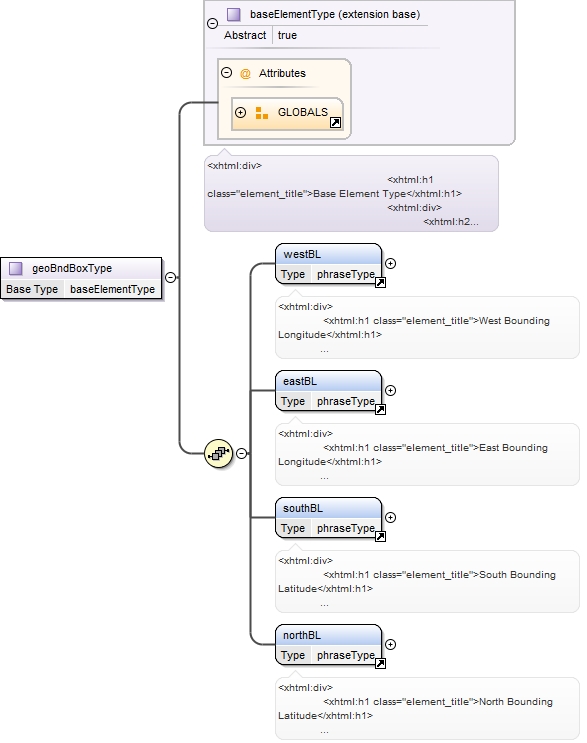 baseElementType (extension base)
Abstract true
@ Attributes
GLOBALS
<xhtml:div>
<xhtml:h1
class="element_title">Base Element Type</xhtml:h1>
<xhtml:div>
<xhtml:h2...
geoBndBoxType
Base Type baseElementType
westBL
Type phraseType
<xhtml:div>
<xhtml:h1 class="element_title">West Bounding
Longitude</xhtml:h1>
...
eastBL
Type phraseType
<xhtml:div>
<xhtml:h1 class="element_title">East Bounding
Longitude</xhtml:h1>
...
southBL
Type phraseType
<xhtml:div>
<xhtml:h1 class="element_title">South Bounding
Latitude</xhtml:h1>
...
northBL
Type phraseType
<xhtml:div>
<xhtml:h1 class="element_title">North Bounding
Latitude</xhtml:h1>
...